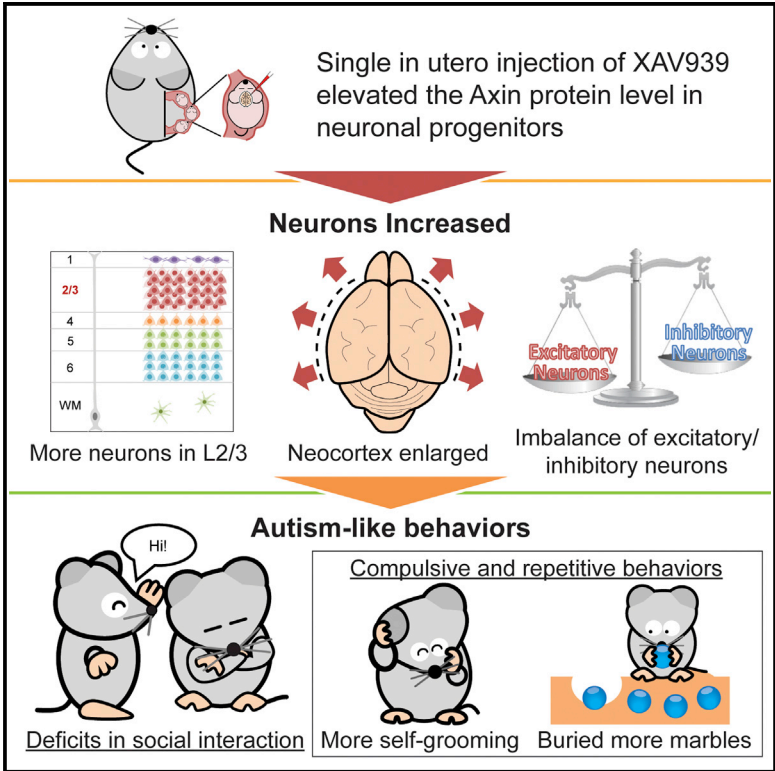 Single in utero injection of XAV939
elevated the Axin protein level in
neuronal progenitors
Neurons Increased
1
2/3
4
5
6
WM
More neurons in L2/3
Neocortex enlarged
Excitatory
Neurons
Inhibitory
Neurons
Imbalance of excitatory/
inhibitory neurons
Autism-like behaviors
Hi!
Deficits in social interaction
Compulsive and repetitive behaviors
More self-grooming
Buried more marbles